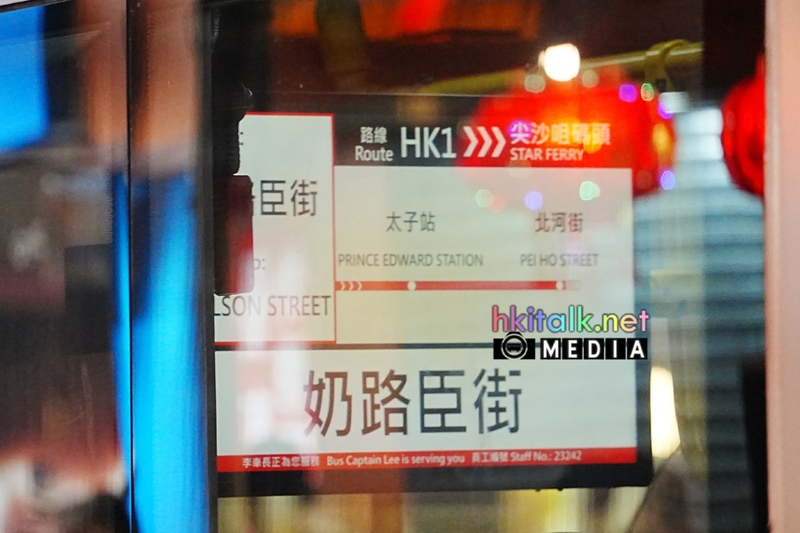 路線 HK1 尖沙咀碼頭
Route STAR FERRY
臣街
太子站 北河街
PRINCE EDWARD STATION PEI HO STREET
LSON STREET
hkitalk.net
MEDIA
奶路臣街
李車長正為您服務 Bus Captain Lee is serving you 員工編號 Staff No.: 23242